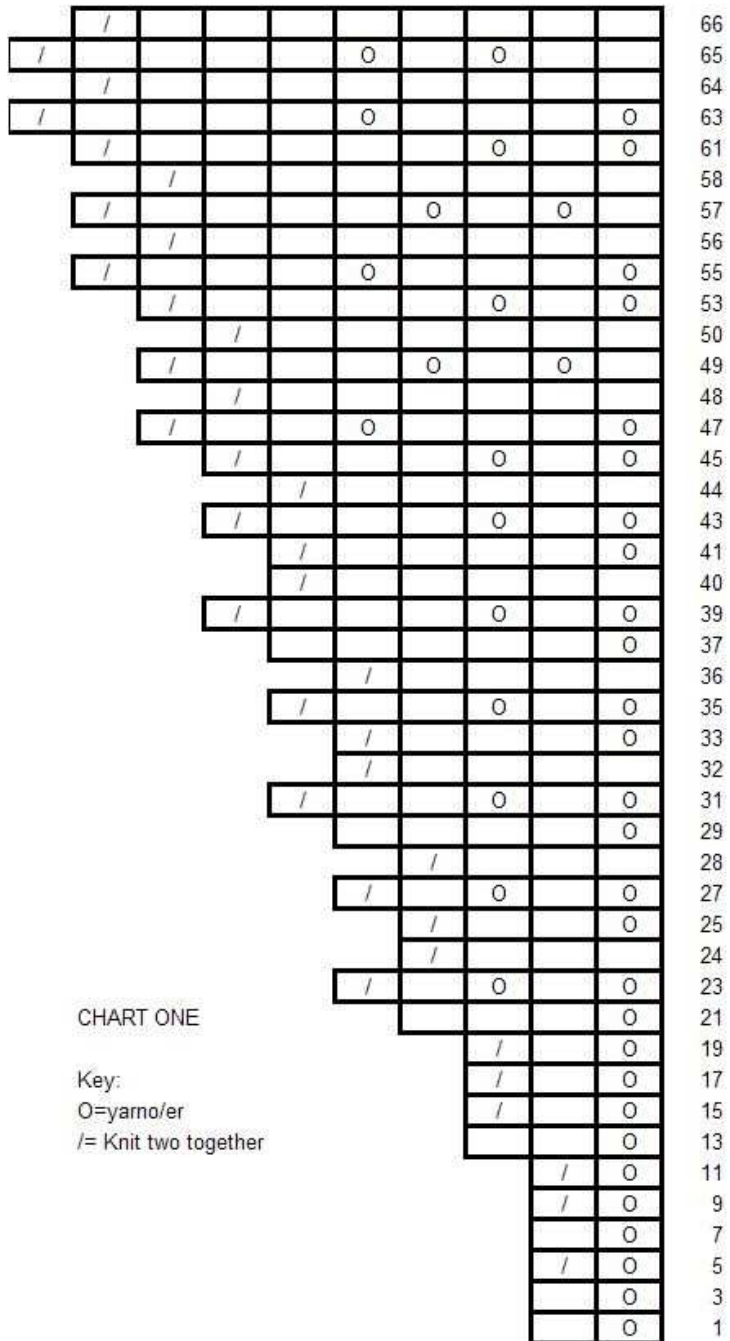 / 66
/ O O 65
/ 64
/ O O 63
/ O O 61
/ 58
/ O O 57
/ 56
/ O O 55
/ O O 53
/ 50
/ O O 49
/ 48
/ O O 47
/ O O 45
/ 44
/ O O 43
/ O 41
/ 40
/ O O 39
O 37
/ 36
/ O O 35
/ O 33
/ 32
/ O O 31
O 29
/ 28
/ O O 27
/ O 25
/ 24
/ O O 23
O 21
/ O 19
/ O 17
/ O 15
O 13
/ O 11
/ O 9
O 7
/ O 5
O 3
O 1
CHART ONE
Key:
O=yarno/er
/= Knit two together